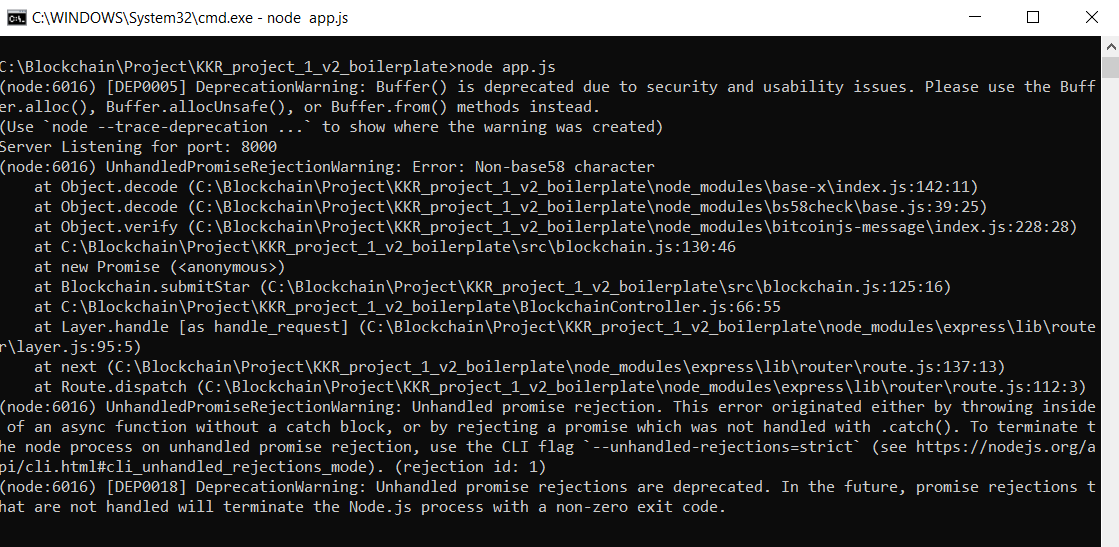 C:\WINDOWS\System32\cmd.exe - node  app.js
C:\Blockchain\Project\KKR_project_1_v2_boilerplate>node app.js
(node:6016) [DEP0005] DeprecationWarning: Buffer() is deprecated due to security and usability issues. Please use the Buff
er.alloc(), Buffer.allocUnsafe(), or Buffer.from() methods instead.
(Use `node --trace-deprecation ...` to show where the warning was created)
Server Listening for port: 8000
(node:6016) UnhandledPromiseRejectionWarning: Error: Non-base58 character
    at Object.decode (C:\Blockchain\Project\KKR_project_1_v2_boilerplate\node_modules\base-x\index.js:142:11)
    at Object.decode (C:\Blockchain\Project\KKR_project_1_v2_boilerplate\node_modules\bs58check\base.js:39:25)
    at Object.verify (C:\Blockchain\Project\KKR_project_1_v2_boilerplate\node_modules\bitcoinjs-message\index.js:228:28)
    at C:\Blockchain\Project\KKR_project_1_v2_boilerplate\src\blockchain.js:130:46
    at new Promise (<anonymous>)
    at Blockchain.submitStar (C:\Blockchain\Project\KKR_project_1_v2_boilerplate\src\blockchain.js:125:16)
    at C:\Blockchain\Project\KKR_project_1_v2_boilerplate\BlockchainController.js:66:55
    at Layer.handle [as handle_request] (C:\Blockchain\Project\KKR_project_1_v2_boilerplate\node_modules\express\lib\route
r\layer.js:95:5)
    at next (C:\Blockchain\Project\KKR_project_1_v2_boilerplate\node_modules\express\lib\router\route.js:137:13)
    at Route.dispatch (C:\Blockchain\Project\KKR_project_1_v2_boilerplate\node_modules\express\lib\router\route.js:112:3)
(node:6016) UnhandledPromiseRejectionWarning: Unhandled promise rejection. This error originated either by throwing inside
 of an async function without a catch block, or by rejecting a promise which was not handled with .catch(). To terminate t
he node process on unhandled promise rejection, use the CLI flag `--unhandled-rejections=strict` (see https://nodejs.org/a
pi/cli.html#cli_unhandled_rejections_mode). (rejection id: 1)
(node:6016) [DEP0018] DeprecationWarning: Unhandled promise rejections are deprecated. In the future, promise rejections t
hat are not handled will terminate the Node.js process with a non-zero exit code.